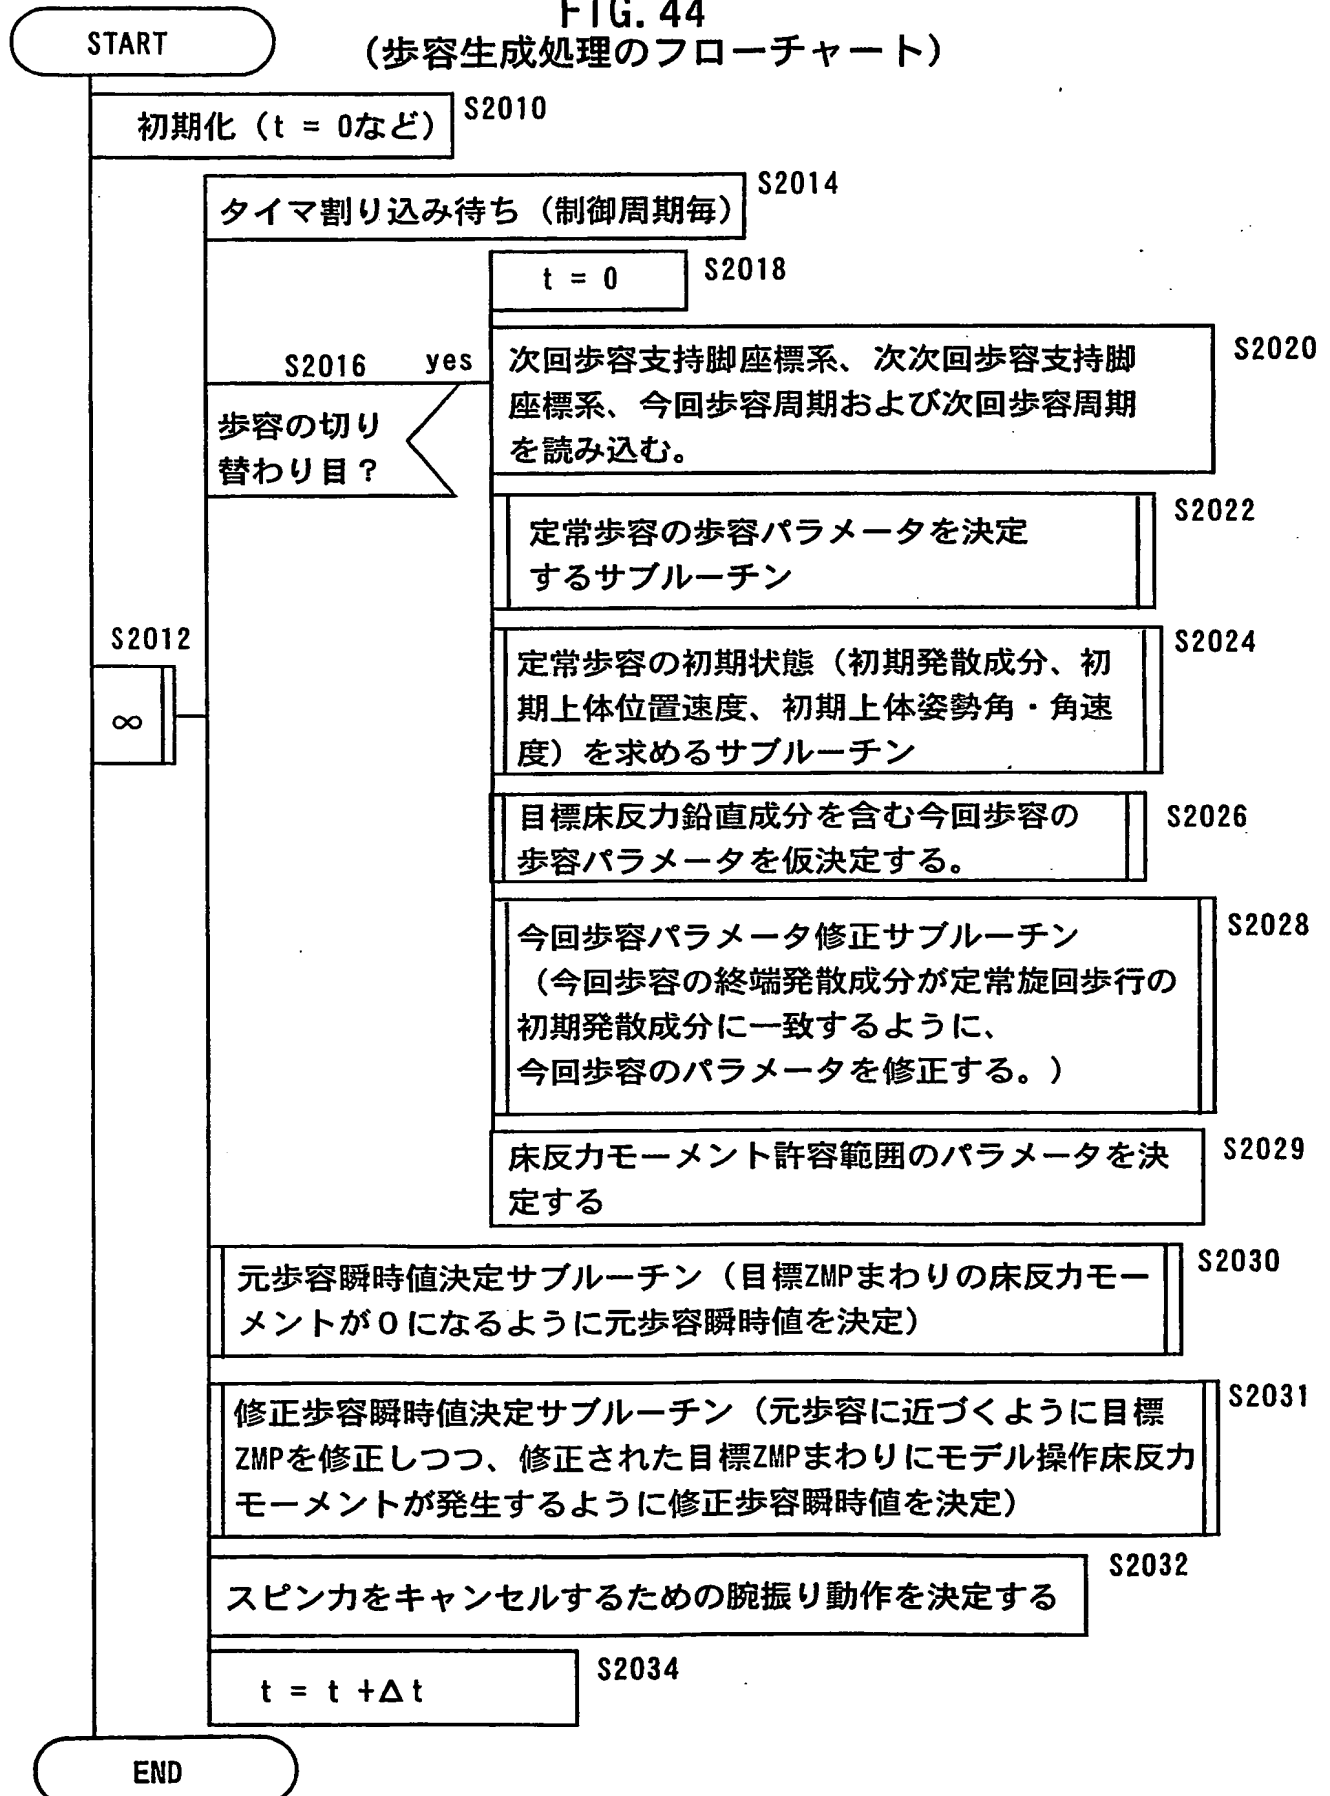 FIG. 44
(歩容生成処理のフローチャート)
START
初期化 (t = 0など)
S2010
タイマ割り込み待ち (制御周期毎)
S2014
t = 0
S2018
S2016
yes
歩容の切り
替わり目?
次回歩容支持脚座標系、次次回歩容支持脚
座標系、今回歩容周期および次回歩容周期
を読み込む。
S2020
定常歩容の歩容パラメータを決定
するサブルーチン
S2022
S2012
∞
定常歩容の初期状態 (初期発散成分、初
期上体位置速度、初期上体姿勢角・角速
度) を求めるサブルーチン
S2024
目標床反力鉛直成分を含む今回歩容の
歩容パラメータを仮決定する。
S2026
今回歩容パラメータ修正サブルーチン
(今回歩容の終端発散成分が定常旋回歩行の
初期発散成分に一致するように、
今回歩容のパラメータを修正する。)
S2028
床反力モーメント許容範囲のパラメータを決
定する
S2029
元歩容瞬時値決定サブルーチン (目標ZMPまわりの床反力モー
メントが0になるように元歩容瞬時値を決定)
S2030
修正歩容瞬時値決定サブルーチン (元歩容に近づくように目標
ZMPを修正しつつ、修正された目標ZMPまわりにモデル操作床反力
モーメントが発生するように修正歩容瞬時値を決定)
S2031
スピン力をキャンセルするための腕振り動作を決定する
S2032
t = t +Δt
S2034
END